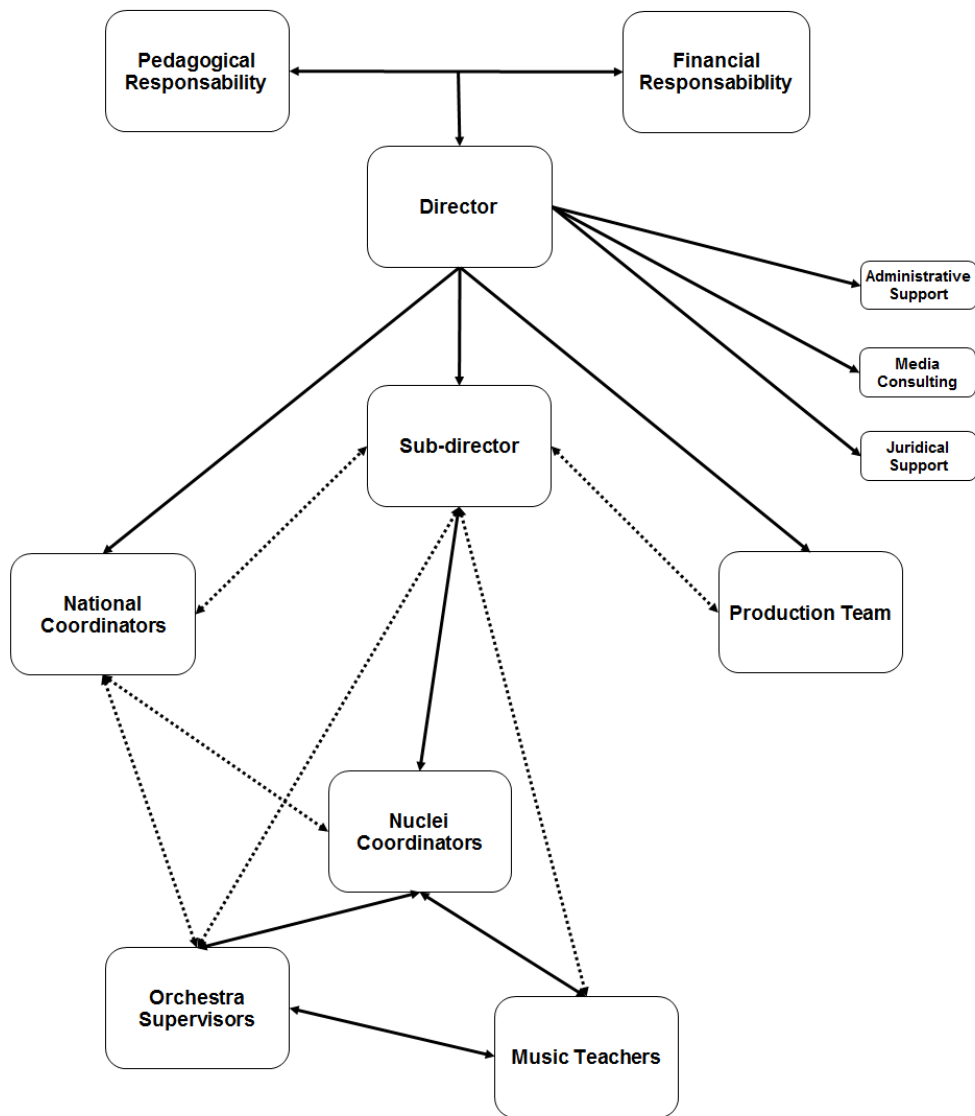 Pedagogical
Responsability
Financial
Responsabiblity
Director
Administrative
Support
Media
Consulting
Juridical
Support
Sub-director
National
Coordinators
Production Team
Nuclei
Coordinators
Orchestra
Supervisors
Music Teachers